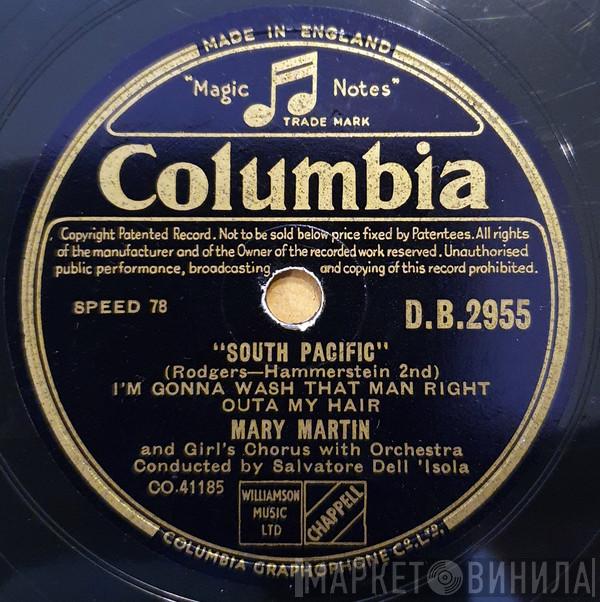 MADE IN ENGLAND
"Magic Notes"
TRADE MARK
Columbia
Copyright Patented Record. Not to be sold below price fixed by Patentees. All rights
of the manufacturer and of the Owner of the recorded work reserved. Unauthorised
public performance, broadcasting and copying of this record prohibited.
SPEED 78
D.B.2955
"SOUTH PACIFIC"
(Rodgers—Hammerstein 2nd)
I'M GONNA WASH THAT MAN RIGHT
OUTA MY HAIR
MARY MARTIN
and Girl's Chorus with Orchestra
Conducted by Salvatore Dell 'Isola
CO.41185
WILLIAMSON
MUSIC
LTD
CHAPPELL
COLUMBIA GRAPHOPHONE Co. LTD.
МАРКЕТ ВИНИЛА